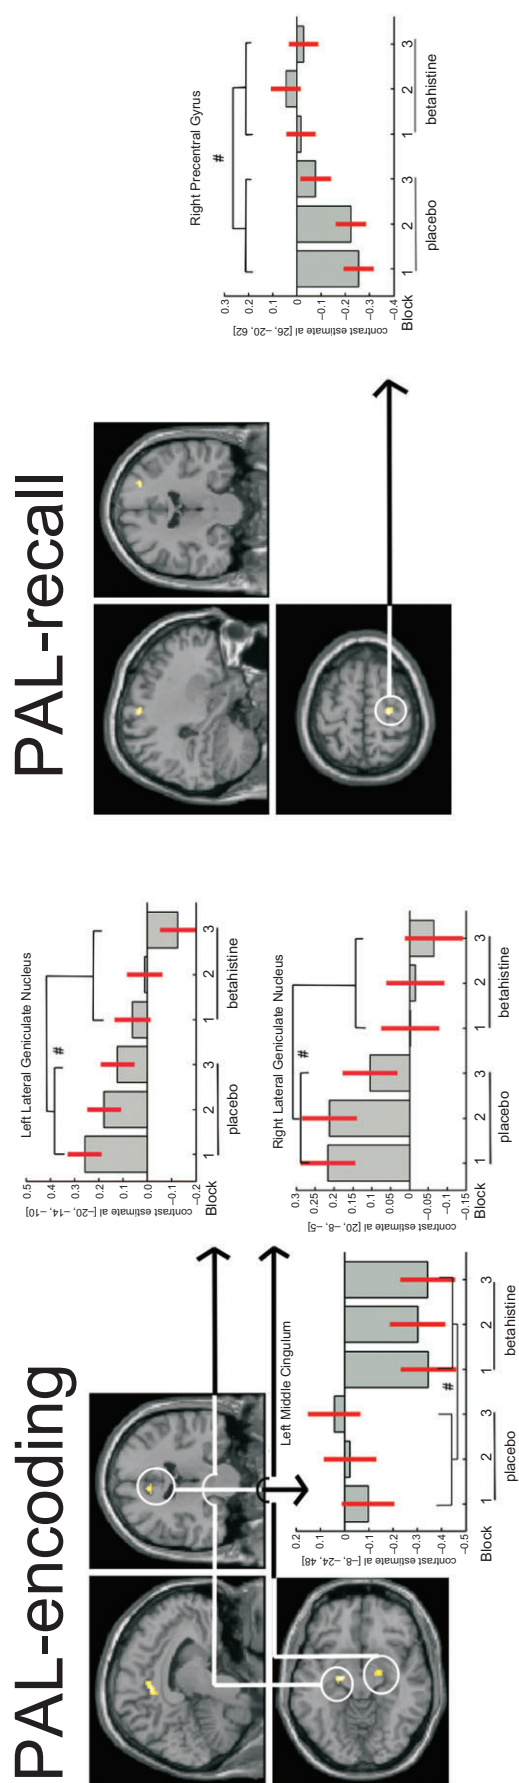 PAL-encoding
Left Middle Cingulum
contrast estimate al [-8, -24, 48]
0.2
0.1
0
-0.1
-0.2
-0.3
-0.4
-0.5
Block
1 2 3 1 2 3
placebo betahistine
#
Left Lateral Geniculate Nucleus
contrast estimate al [-20, -14, -10]
0.5
0.4
0.3
0.2
0.1
0.0
-0.1
-0.2
Block
1 2 3 1 2 3
placebo betahistine
#
Right Lateral Geniculate Nucleus
contrast estimate al [20, -8, -5]
0.3
0.25
0.2
0.15
0.1
0.05
0
-0.05
-0.1
-0.15
Block
1 2 3 1 2 3
placebo betahistine
#
PAL-recall
Right Precentral Gyrus
contrast estimate al [26, -20, 62]
0.3
0.2
0.1
0
-0.1
-0.2
-0.3
-0.4
Block
1 2 3 1 2 3
placebo betahistine
#